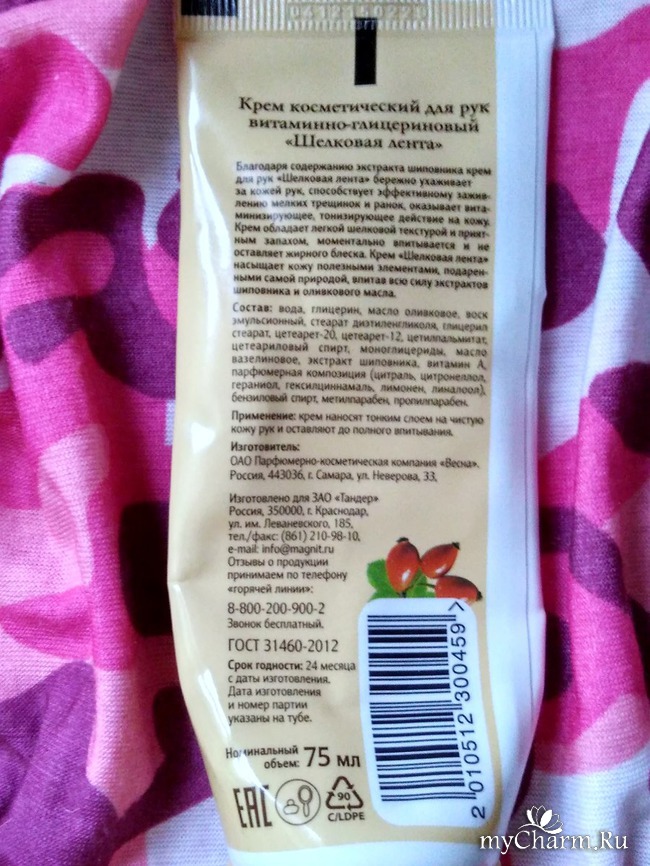 Крем косметический для рук
витаминно-глицериновый
«Шелковая лента»
Благодаря содержанию экстракта шиповника крем
для рук «Шелковая лента» бережно ухаживает
за кожей рук, способствует эффективному зажив-
лению мелких трещинок и ранок, оказывает вита-
минизирующее, тонизирующее действие на кожу.
Крем обладает легкой шелковой текстурой и прият-
ным запахом, моментально впитывается и не
оставляет жирного блеска. Крем «Шелковая лента»
насыщает кожу полезными элементами, подарен-
ными самой природой, впитав всю силу экстрактов
шиповника и оливкового масла.
Состав: вода, глицерин, масло оливковое, воск
эмульсионный, стеарат диэтиленгликоля, глицерил
стеарат, цетеарет-20, цетеарет-12, цетилпальмитат,
цетеариловый спирт, моноглицериды, масло
вазелиновое, экстракт шиповника, витамин А,
парфюмерная композиция (цитраль, цитронеллол,
гераниол, гексилциннамаль, лимонен, линалоол),
бензиловый спирт, метилпарабен, пропилпарабен.
Применение: крем наносят тонким слоем на чистую
кожу рук и оставляют до полного впитывания.
Изготовитель:
ОАО Парфюмерно-косметическая компания «Весна».
Россия, 443036, г. Самара, ул. Неверова, 33,
Изготовлено для ЗАО «Тандер»
Россия, 350000, г. Краснодар,
ул. им. Леваневского, 185,
тел./факс: (861) 210-98-10,
e-mail: info@magnit.ru
Отзывы о продукции
принимаем по телефону
«горячей линии»:
8-800-200-900-2
Звонок бесплатный.
ГОСТ 31460-2012
Срок годности: 24 месяца
с даты изготовления.
Дата изготовления
и номер партии
указаны на тубе.
Номинальный
объем: 75 мл
EAC
90
C/LDPE
2 010512 300459 >
myCharm.Ru